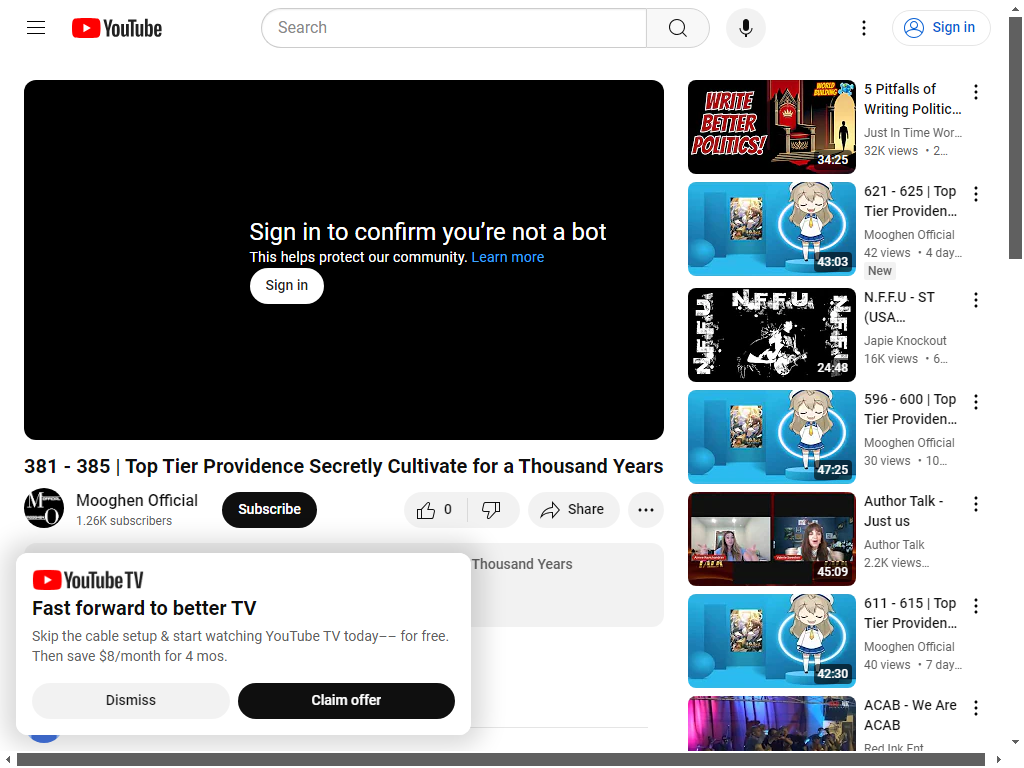 YouTube
Search
Sign in
Sign in to confirm you're not a bot
This helps protect our community. Learn more
Sign in
381 - 385 | Top Tier Providence Secretly Cultivate for a Thousand Years
Mooghen Official
1.26K subscribers
Subscribe
0
Share
Thousand Years
YouTube TV
Fast forward to better TV
Skip the cable setup & start watching YouTube TV today–– for free.
Then save $8/month for 4 mos.
Dismiss
Claim offer
WRITE
BETTER
POLITICS!
WORLD
BUILDING
34:25
5 Pitfalls of
Writing Politic…
Just In Time Wor…
32K views • 2…
43:03
621 - 625 | Top
Tier Providen…
Mooghen Official
42 views • 4 day…
New
N.F.F.U
N.F.F.U
N.F.F.U
24:48
N.F.F.U - ST
(USA…
Japie Knockout
16K views • 6…
47:25
596 - 600 | Top
Tier Providen…
Mooghen Official
30 views • 10…
45:09
Author Talk -
Just us
Author Talk
2.2K views…
42:30
611 - 615 | Top
Tier Providen…
Mooghen Official
40 views • 7 day…
ACAB - We Are
ACAB
Red Ink Ent